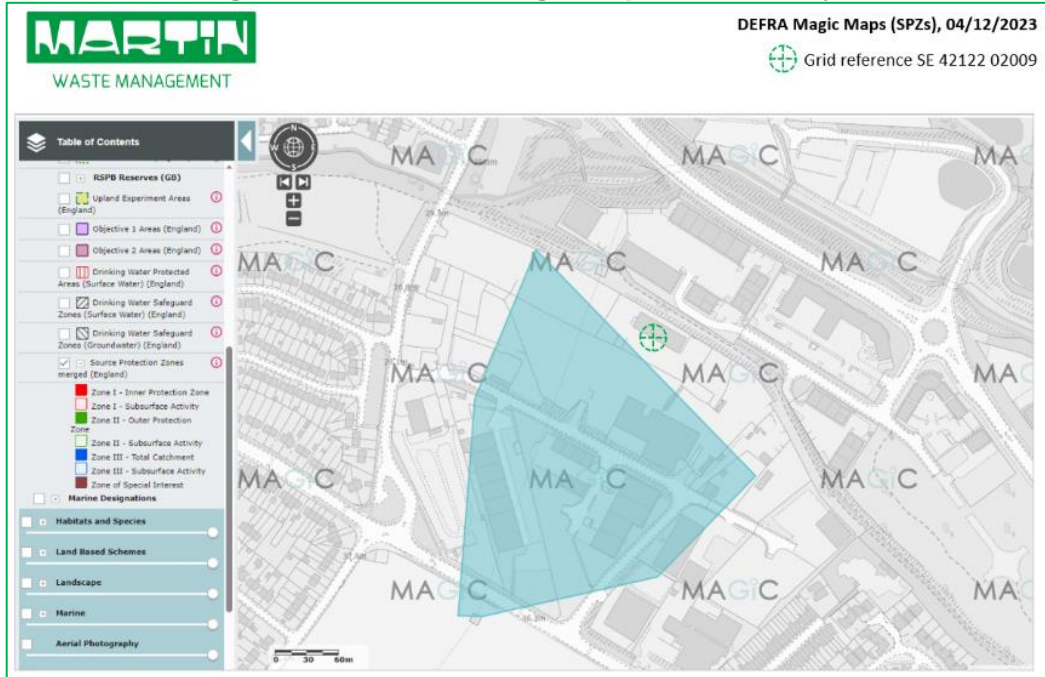 MARTIN
WASTE MANAGEMENT
DEFRA Magic Maps (SPZs), 04/12/2023
Grid reference SE 42122 02009
Table of Contents
RSPB Reserves (GB)
Upland Experiment Areas
(England)
Objective 1 Areas (England)
Objective 2 Areas (England)
Drinking Water Protected
Areas (Surface Water) (England)
Drinking Water Safeguard
Zones (Surface Water) (England)
Drinking Water Safeguard
Zones (Groundwater) (England)
Source Protection Zones
merged (England)
Zone I - Inner Protection Zone
Zone I - Subsurface Activity
Zone II - Outer Protection
Zone
Zone II - Subsurface Activity
Zone III - Total Catchment
Zone III - Subsurface Activity
Zone of Special Interest
Marine Designations
Habitats and Species
Land Based Schemes
Landscape
Marine
Aerial Photography
N
W
E
S
MAGiC MAGiC MAG
MAGiC MAGiC MAGiC
MAGiC MAGiC MAG
MAGiC MAGiC MAGiC
MAGiC MAGiC MA
0 30 60m